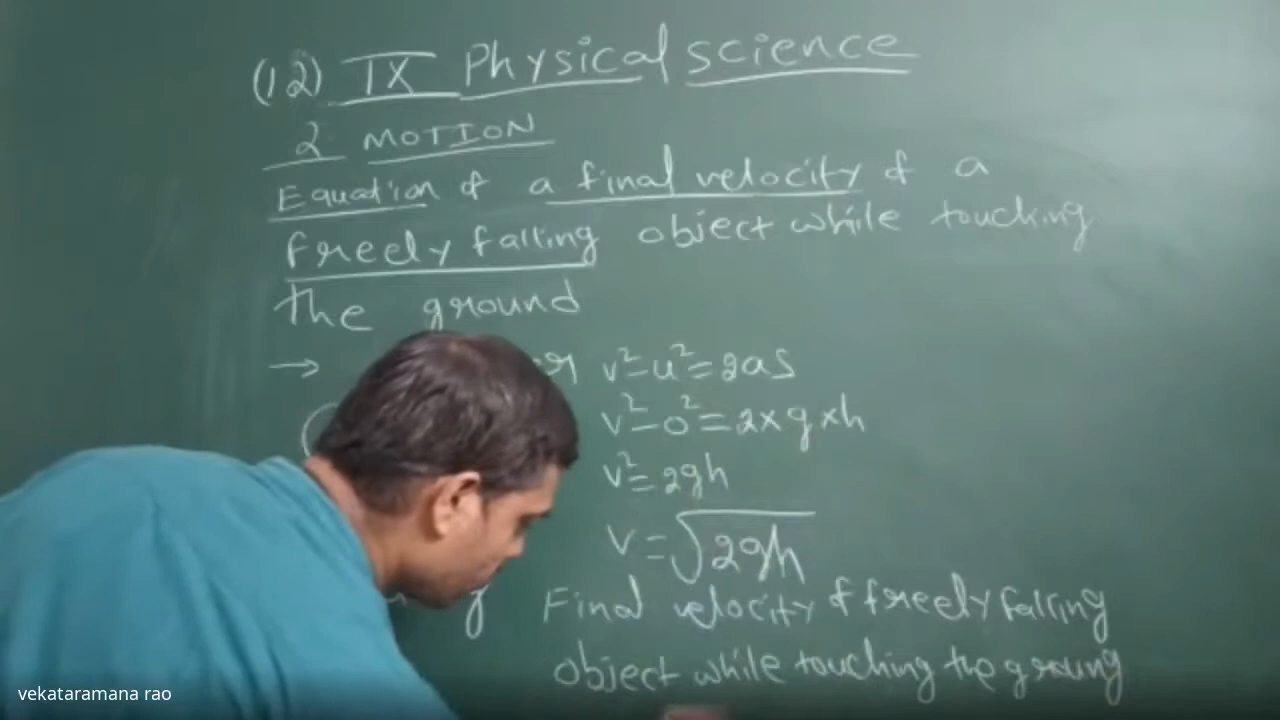 (12) IX Physical science
2 MOTION
Equation of a final velocity of a
freely falling object while touching
the ground
→ v²-u²=2as
v²-0²=2×g×h
v²=2gh
v=√2gh
Final velocity of freely falling
object while touching the groung
vekataramana rao